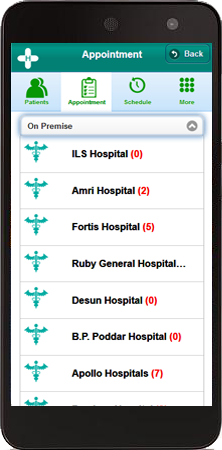 Appointment
Back
Patients
Appointment
Schedule
More
On Premise
ILS Hospital (0)
Amri Hospital (2)
Fortis Hospital (5)
Ruby General Hospital...
Desun Hospital (0)
B.P. Poddar Hospital (0)
Apollo Hospitals (7)